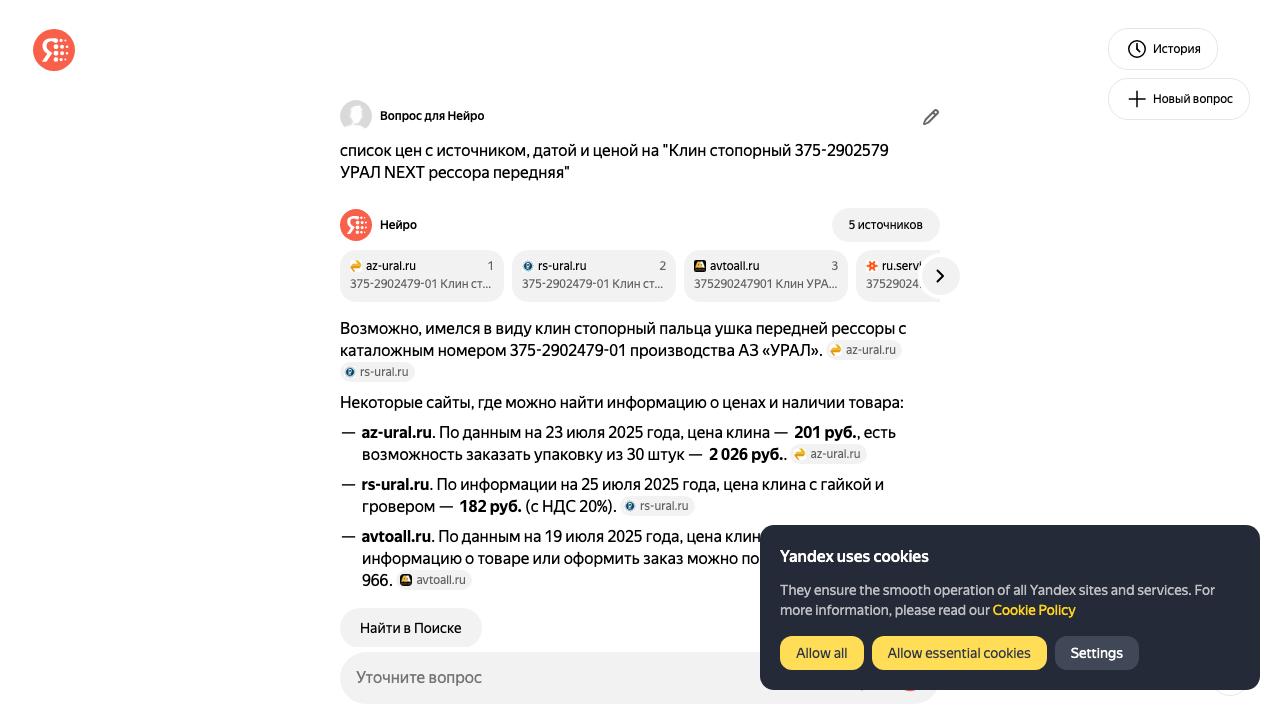 История
Новый вопрос
Вопрос для Нейро
список цен с источником, датой и ценой на "Клин стопорный 375-2902579
УРАЛ NEXT рессора передняя"
Нейро
5 источников
az-ural.ru 1
375-2902479-01 Клин ст...
rs-ural.ru 2
375-2902479-01 Клин ст...
avtoall.ru 3
375290247901 Клин УРА...
ru.serv
37529024
Возможно, имелся в виду клин стопорный пальца ушка передней рессоры с
каталожным номером 375-2902479-01 производства АЗ «УРАЛ». az-ural.ru
rs-ural.ru
Некоторые сайты, где можно найти информацию о ценах и наличии товара:
— az-ural.ru. По данным на 23 июля 2025 года, цена клина — 201 руб., есть
возможность заказать упаковку из 30 штук — 2 026 руб.. az-ural.ru
— rs-ural.ru. По информации на 25 июля 2025 года, цена клина с гайкой и
гровером — 182 руб. (с НДС 20%). rs-ural.ru
— avtoall.ru. По данным на 19 июля 2025 года, цена клин
информацию о товаре или оформить заказ можно по
966. avtoall.ru
Найти в Поиске
Уточните вопрос
Yandex uses cookies
They ensure the smooth operation of all Yandex sites and services. For
more information, please read our Cookie Policy
Allow all
Allow essential cookies
Settings